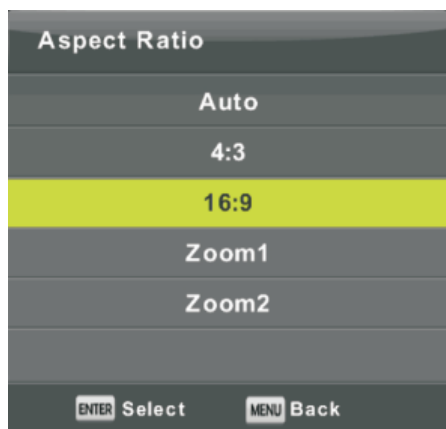 Aspect Ratio
Auto
4:3
16:9
Zoom1
Zoom2
ENTER Select MENU Back